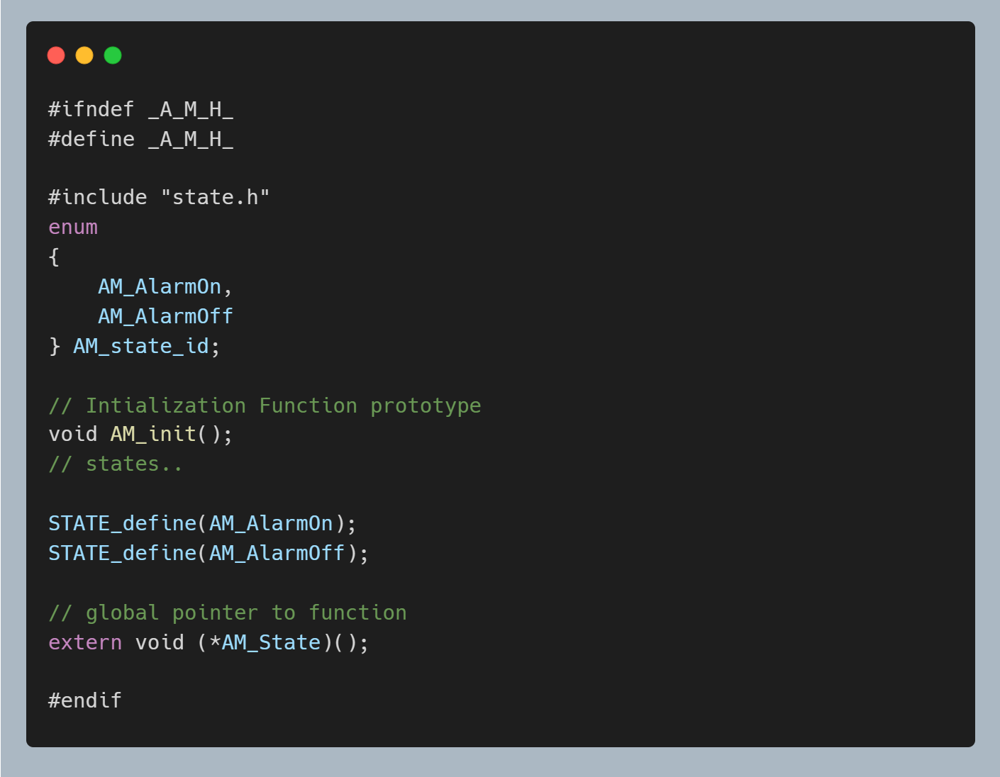 #ifndef _A_M_H_
#define _A_M_H_
#include "state.h"
enum
{
    AM_AlarmOn,
    AM_AlarmOff
} AM_state_id;
// Intialization Function prototype
void AM_init();
// states..
STATE_define(AM_AlarmOn);
STATE_define(AM_AlarmOff);
// global pointer to function
extern void (*AM_State)();
#endif